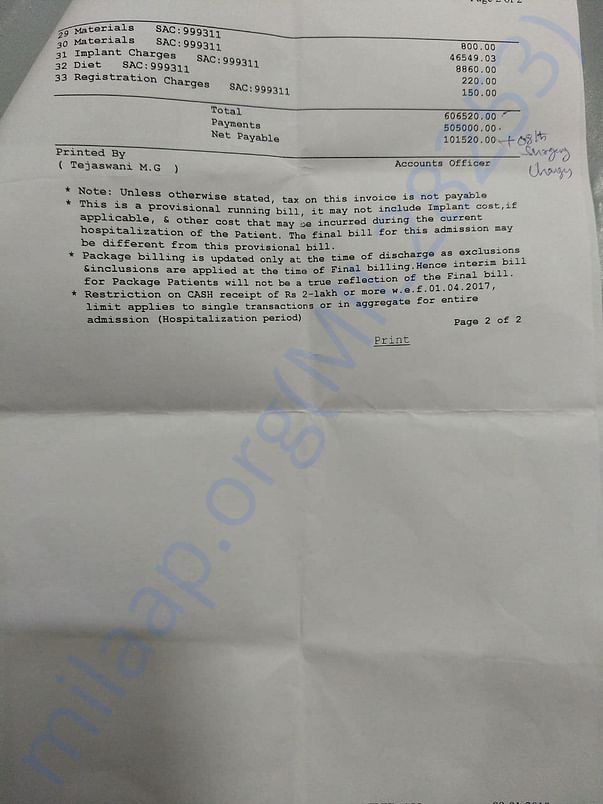 Page 2 of 2
29 Materials SAC:999311 800.00
30 Materials SAC:999311 46549.03
31 Implant Charges SAC:999311 8860.00
32 Diet SAC:999311 220.00
33 Registration Charges SAC:999311 150.00
Total 606520.00
Payments 505000.00
Net Payable 101520.00 + 08th
Surgery
Charges
Printed By
( Tejaswani M.G ) Accounts Officer
* Note: Unless otherwise stated, tax on this invoice is not payable
* This is a provisional running bill, it may not include Implant cost,if
applicable, & other cost that may be incurred during the current
hospitalization of the Patient. The final bill for this admission may
be different from this provisional bill.
* Package billing is updated only at the time of discharge as exclusions
&inclusions are applied at the time of Final billing.Hence interim bill
for Package Patients will not be a true reflection of the Final bill.
* Restriction on CASH receipt of Rs 2-lakh or more w.e.f.01.04.2017,
limit applies to single transactions or in aggregate for entire
admission (Hospitalization period)
Page 2 of 2
Print
milaap.org